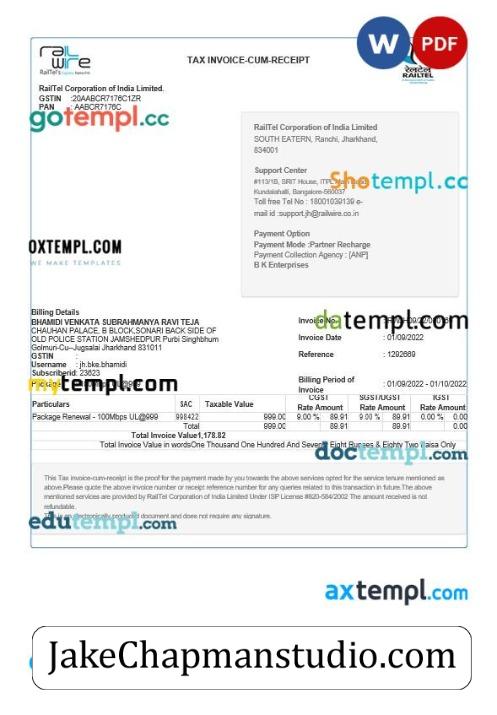 W PDF
rail
wire
TAX INVOICE-CUM-RECEIPT
रेलटेल
RAILTEL
RailTel Corporation of India Limited.
GSTIN :20AABCR7176C1ZR
PAN : AABCR7176C
gotempl.cc
RailTel Corporation of India Limited
SOUTH EATERN, Ranchi, Jharkhand,
834001
Support Center
#113/1B, SRIT House, ITPL
Kundalahalli, Bangalore-560037
Shotempl.cc
Toll free Tel No : 18001039139 e-
mail id :support.jh@railwire.co.in
Payment Option
Payment Mode :Partner Recharge
Payment Collection Agency : [ANP]
B K Enterprises
OXTEMPL.COM
WE MAKE TEMPLATES
Billing Details
BHAMIDI VENKATA SUBRAHMANYA RAVI TEJA
CHAUHAN PALACE, B BLOCK,SONARI BACK SIDE OF
OLD POLICE STATION JAMSHEDPUR Purbi Singhbhum
Golmuri-Cu--Jugsalai Jharkhand 831011
GSTIN :
Username : jh.bke.bhamidi
Subscriberid: 23623
mytempl.com
Invoice No.
datempl.com
Invoice Date : 01/09/2022
Reference : 1292669
Billing Period of
Invoice : 01/09/2022 - 01/10/2022
Particulars SAC Taxable Value CGST SGST/UGST IGST
Rate Amount Rate Amount Rate Amount
Package Renewal - 100Mbps UL@999 998422 999.00 9.00 % 89.91 9.00 % 89.91 0.00 % 0.00
Total 999.00 89.91 89.91 0.00
Total Invoice Value1,178.82
Total Invoice Value in wordsOne Thousand One Hundred And Seventy Eight Rupees & Eighty Two Paisa Only
doctempl.com
This Tax invoice-cum-receipt is the proof for the payment made by you towards the above services opted for the service tenure mentioned as
above.Please quote the above invoice number or receipt reference number for any queries related to this transaction in future.The above
mentioned services are provided by RailTel Corporation of India Limited Under ISP License #820-584/2002 The amount received is not
refundable.
This is an electronically produced document and does not require any signature.
edutempl.com
axtempl.com
JakeChapmanstudio.com